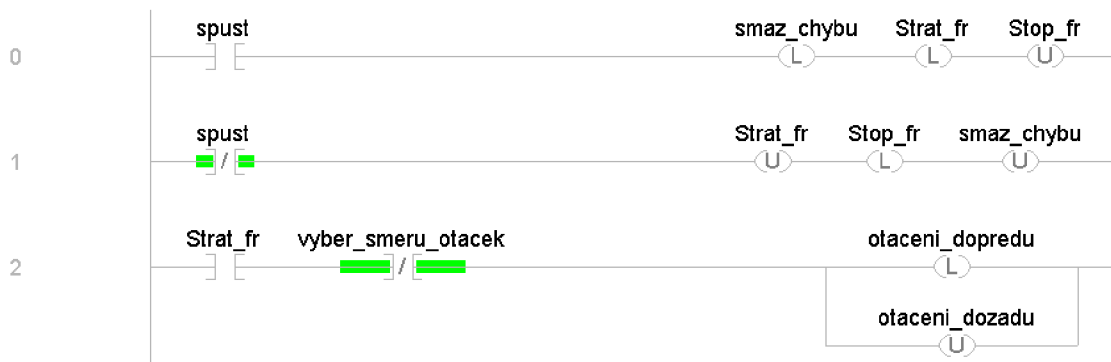 spust smaz_chybu Strat_fr Stop_fr
0 L L U
spust Strat_fr Stop_fr smaz_chybu
1 / U L U
Strat_fr vyber_smeru_otacek otaceni_dopredu
2 / L
otaceni_dozadu
U